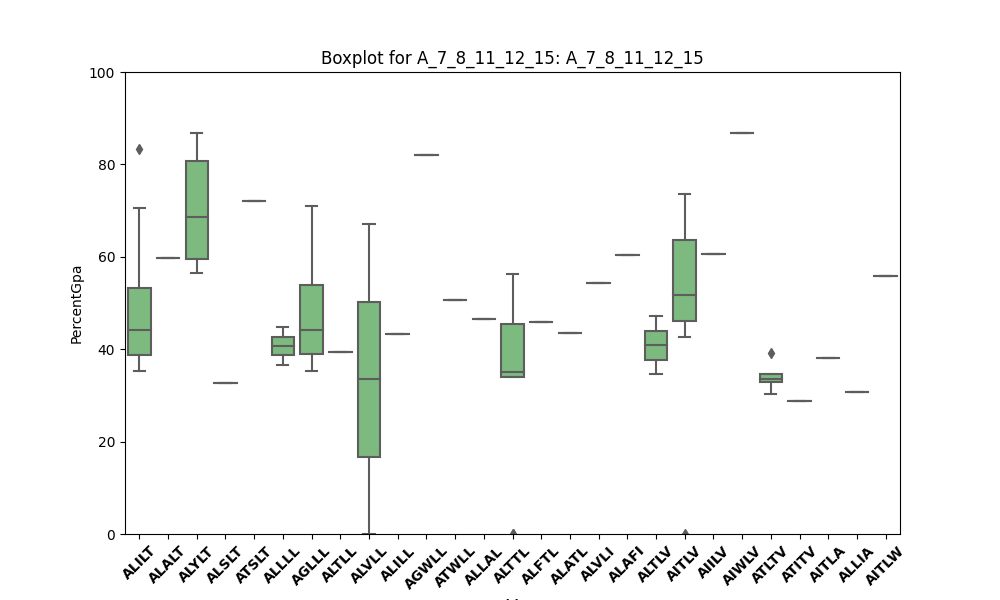 Boxplot for A_7_8_11_12_15: A_7_8_11_12_15
100
80
60
40
20
0
PercentGpa
ALILT
ALALT
ALYLT
ALSLT
ATSLT
ALLLL
AGLLL
ALTLL
ALVLL
ALILL
AGWLL
ATWLL
ALLAL
ALTTL
ALFTL
ALATL
ALVLI
ALAFI
ALTLV
AITLV
AIILV
AIWLV
ATLTV
ATITV
AITLA
ALLIA
AITLW